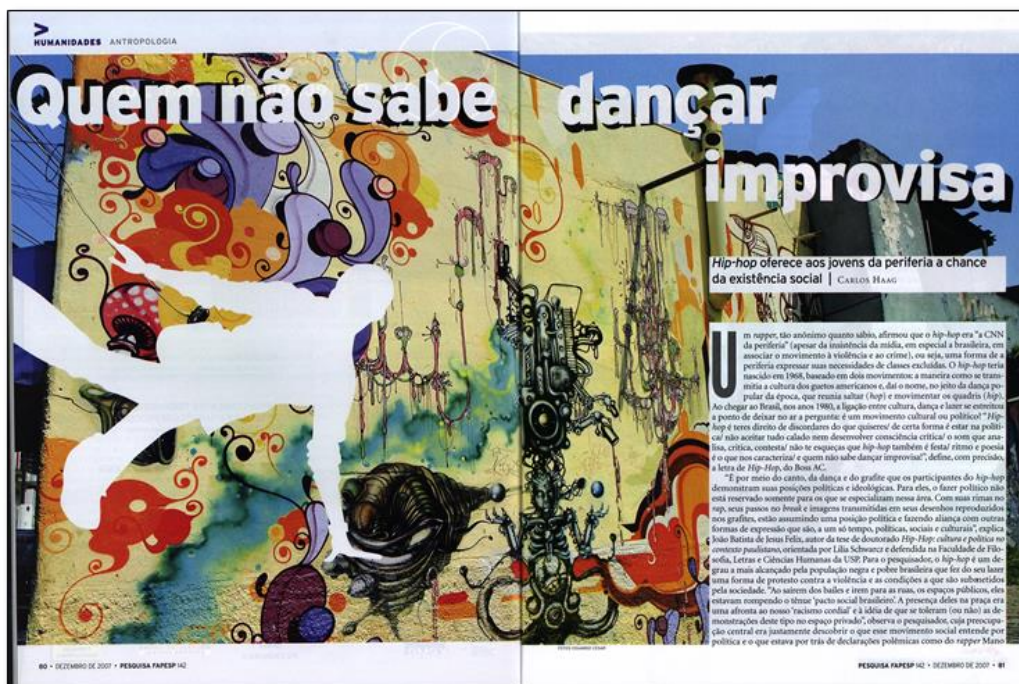 HUMANIDADES ANTROPOLOGIA
Quem não sabe dançar
improvisa
Hip-hop oferece aos jovens da periferia a chance
da existência social | CARLOS HAAG
Um rapper, tão anônimo quanto sábio, afirmou que o hip-hop era "a CNN
da periferia" (apesar da insistência da mídia, em especial a brasileira, em
associar o movimento à violência e ao crime), ou seja, uma forma de a
periferia expressar suas necessidades de classes excluídas. O hip-hop teria
nascido em 1968, baseado em dois movimentos: a maneira como se trans-
mitia a cultura dos guetos americanos e, daí o nome, no jeito da dança po-
pular da época, que reunia saltar (hop) e movimentar os quadris (hip).
Ao chegar ao Brasil, nos anos 1980, a ligação entre cultura, dança e lazer se estreitou
a ponto de deixar no ar a pergunta: é um movimento cultural ou político? "Hip-
hop é teres direito de discordares do que quiseres/ de certa forma é estar na políti-
ca/ não aceitar tudo calado nem desenvolver consciência crítica/ o som que ana-
lisa, critica, contesta/ não te esqueças que hip-hop também é festa/ ritmo e poesia
é o que nos caracteriza/ e quem não sabe dançar improvisa!", define, com precisão,
a letra de Hip-Hop, do Boss AC.
"É por meio do canto, da dança e do grafite que os participantes do hip-hop
demonstram suas posições políticas e ideológicas. Para eles, o fazer político não
está reservado somente para os que se especializam nessa área. Com suas rimas no
rap, seus passos no break e imagens transmitidas em seus desenhos reproduzidos
nos grafites, estão assumindo uma posição política e fazendo aliança com outras
formas de expressão que são, a um só tempo, políticas, sociais e culturais", explica
João Batista de Jesus Felix, autor da tese de doutorado Hip-Hop: cultura e política no
contexto paulistano, orientada por Lilia Schwarcz e defendida na Faculdade de Filo-
sofia, Letras e Ciências Humanas da USP. Para o pesquisador, o hip-hop é um de-
grau a mais alcançado pela população negra e pobre brasileira que fez do seu lazer
uma forma de protesto contra a violência e as condições a que são submetidos
pela sociedade. "Ao saírem dos bailes e irem para as ruas, os espaços públicos, eles
estavam rompendo o tênue 'pacto social brasileiro'. A presença deles na praça era
uma afronta ao nosso 'racismo cordial' e à idéia de que se toleram (ou não) as de-
monstrações deste tipo no espaço privado", observa o pesquisador, cuja preocupa-
ção central era justamente descobrir o que esse movimento social entende por
política e o que estava por trás de declarações polêmicas como do rapper Mano
FOTOS EDUARDO CESAR
80 • DEZEMBRO DE 2007 • PESQUISA FAPESP 142
PESQUISA FAPESP 142 • DEZEMBRO DE 2007 • 81